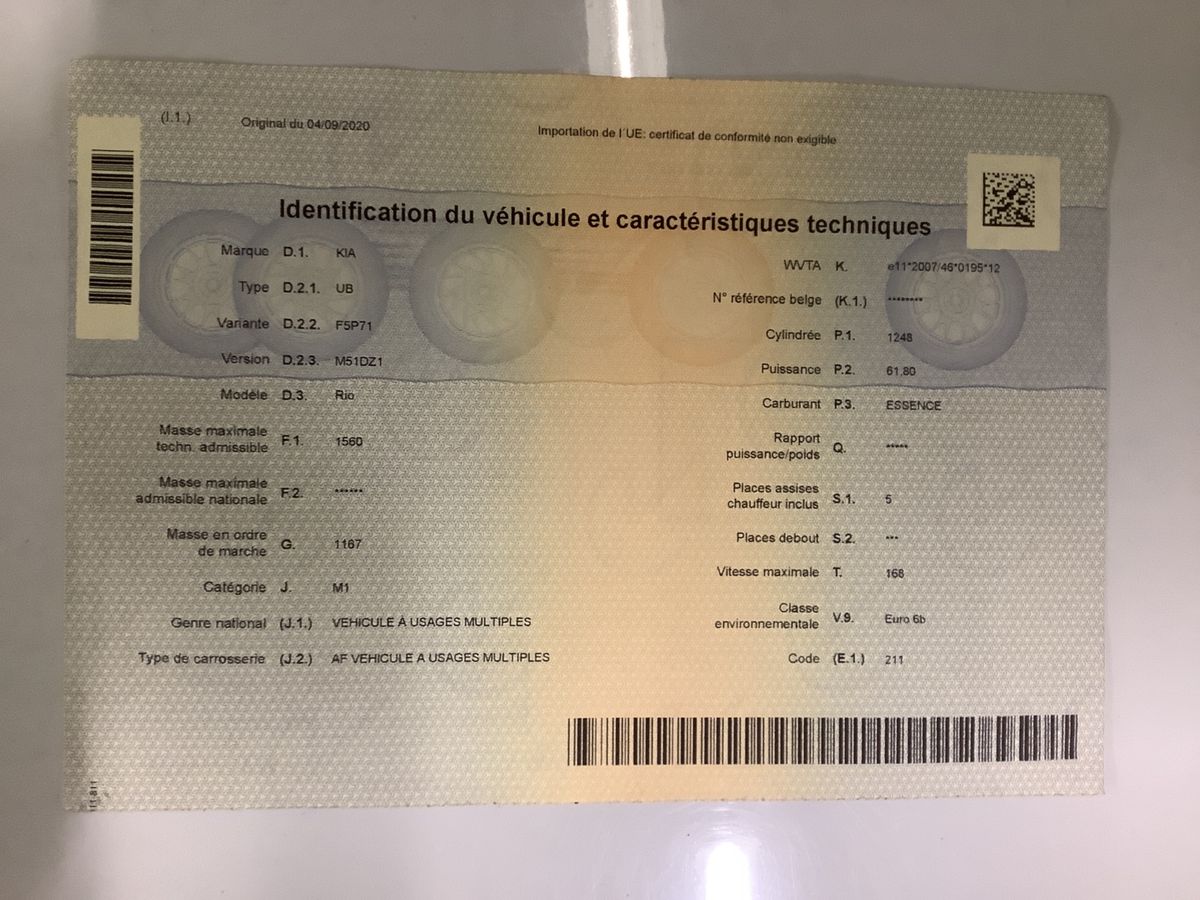 (I.1.) Original du 04/09/2020 Importation de l´UE: certificat de conformité non exigible
Identification du véhicule et caractéristiques techniques
Marque D.1. KIA
Type D.2.1. UB
Variante D.2.2. F5P71
Version D.2.3. M51DZ1
Modèle D.3. Rio
Masse maximale
techn. admissible F.1. 1560
Masse maximale
admissible nationale F.2. ******
Masse en ordre
de marche G. 1167
Catégorie J. M1
Genre national (J.1.) VEHICULE À USAGES MULTIPLES
Type de carrosserie (J.2.) AF VEHICULE A USAGES MULTIPLES
WVTA K. e11*2007/46*0195*12
N° référence belge (K.1.) ********
Cylindrée P.1. 1248
Puissance P.2. 61,80
Carburant P.3. ESSENCE
Rapport
puissance/poids Q. *****
Places assises
chauffeur inclus S.1. 5
Places debout S.2. ***
Vitesse maximale T. 168
Classe
environnementale V.9. Euro 6b
Code (E.1.) 211